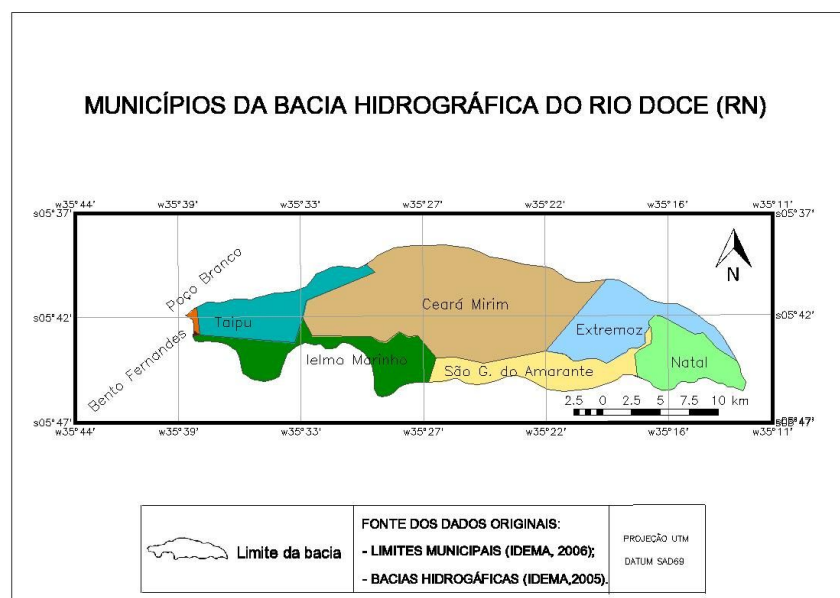 MUNICÍPIOS DA BACIA HIDROGRÁFICA DO RIO DOCE (RN)
w35°44' w35°39' w35°33' w35°27' w35°22' w35°16' w35°11'
s05°37' s05°37'
N
Poço Branco
Ceará Mirim
s05°42' Taipu Extremoz s05°42'
Bento Fernandes
Ielmo Marinho São G. do Amarante Natal
2.5 0 2.5 5 7.5 10 km
s05°47' s05°47'
w35°44' w35°39' w35°33' w35°27' w35°22' w35°16' w35°11'
Limite da bacia
FONTE DOS DADOS ORIGINAIS:
- LIMITES MUNICIPAIS (IDEMA, 2006);
- BACIAS HIDROGÁFICAS (IDEMA,2005).
PROJEÇÃO UTM
DATUM SAD69